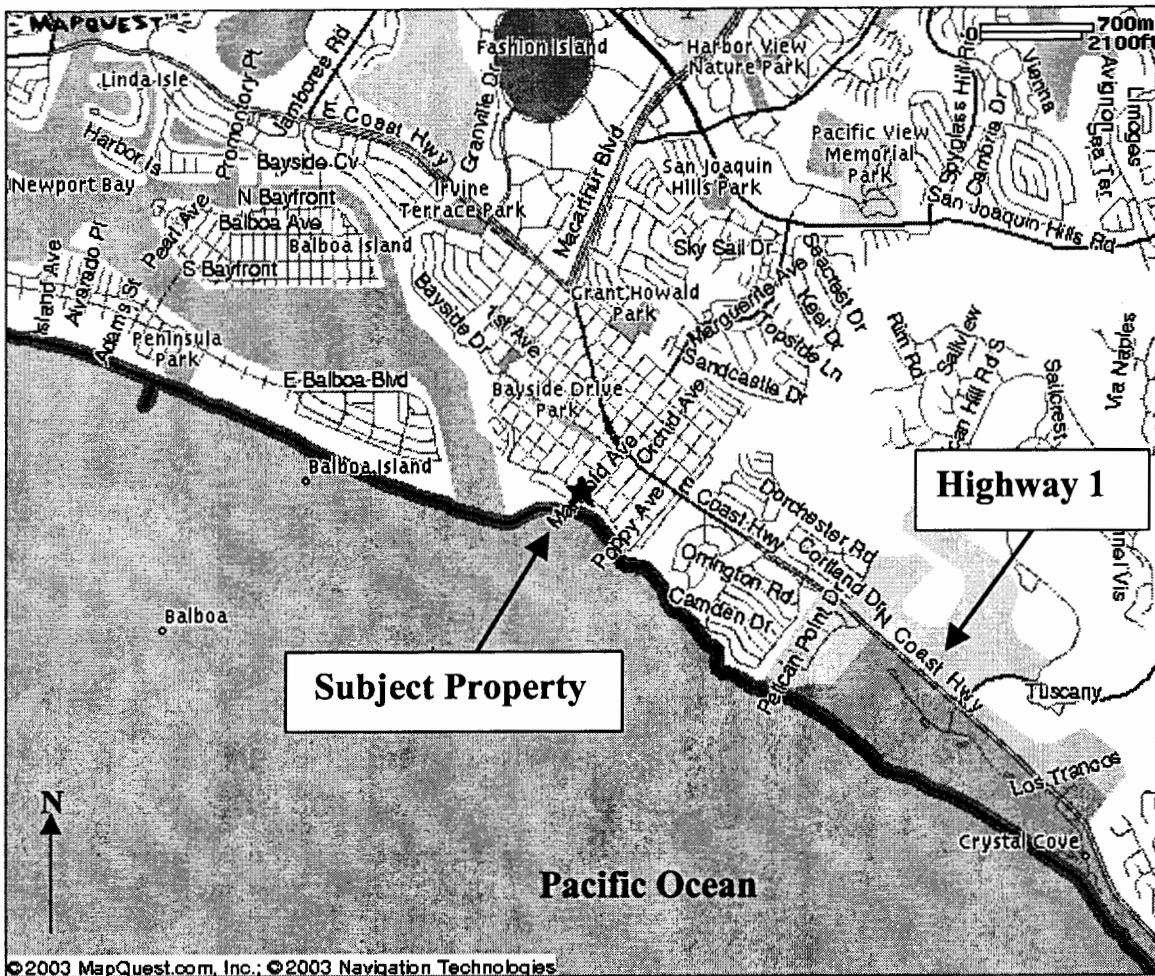 MAPQUEST
700m
0
2100ft
Fashion Island
Harbor View
Nature Park
Linda Isle
Promontory Pt
Jamboree Rd
E. Coast Hwy
Granville Dr
Macarthur Blvd
Spyglass Hill Rd
Cambria Dr
Vienna
Limoges
Pacific View
Memorial
Park
San Joaquin
Hills Park
San Joaquin Hills Rd
Harbor Is
Newport Bay
Bayside Cv
Irvine
Terrace Park
N Bayfront
Balboa Ave
Balboa Island
Pearl Ave
S Bayfront
Island Ave
Alvarado Pl
Adams St
Peninsula
Park
Bayside Dr
1st Ave
Sky Sail Dr
Grant Howald
Park
Marguerite Ave
Seacrest Dr
Keel Dr
Topside Ln
Sandcastle Dr
Rim Rd
Sailview
Sailcrest
Via Naples
E Balboa Blvd
Bayside Drive
Park
Orchid Ave
Balboa Island
Poppy Ave
E Coast Hwy
Dorchester Rd
Cortland Dr
Highway 1
Orrington Rd
Camden Dr
Pelican Point Dr
N Coast Hwy
Balboa
Subject Property
Tuscany
Los Trancos
Crystal Cove
N
Pacific Ocean
©2003 MapQuest.com, Inc.; ©2003 Navigation Technologies